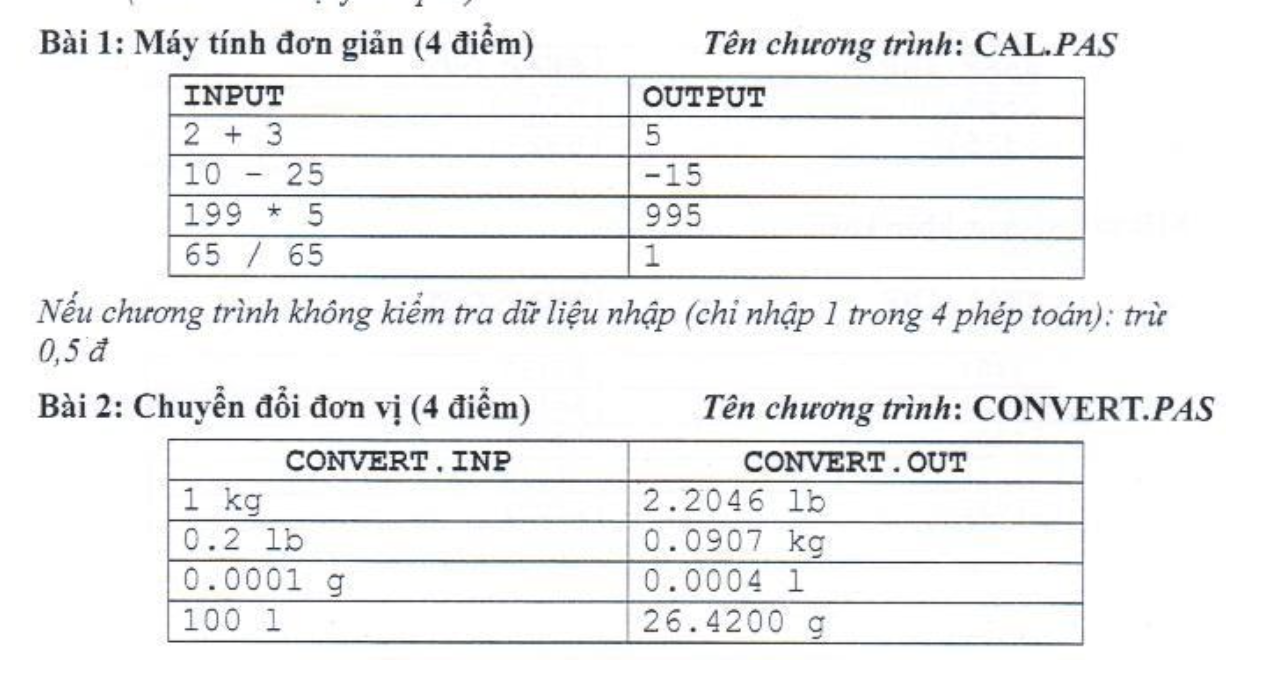 Bài 1: Máy tính đơn giản (4 điểm) Tên chương trình: CAL.PAS
INPUT OUTPUT
2 + 3 5
10 - 25 -15
199 * 5 995
65 / 65 1
Nếu chương trình không kiểm tra dữ liệu nhập (chỉ nhập 1 trong 4 phép toán): trừ
0,5 đ
Bài 2: Chuyển đổi đơn vị (4 điểm) Tên chương trình: CONVERT.PAS
CONVERT.INP CONVERT.OUT
1 kg 2.2046 lb
0.2 lb 0.0907 kg
0.0001 g 0.0004 l
100 l 26.4200 g